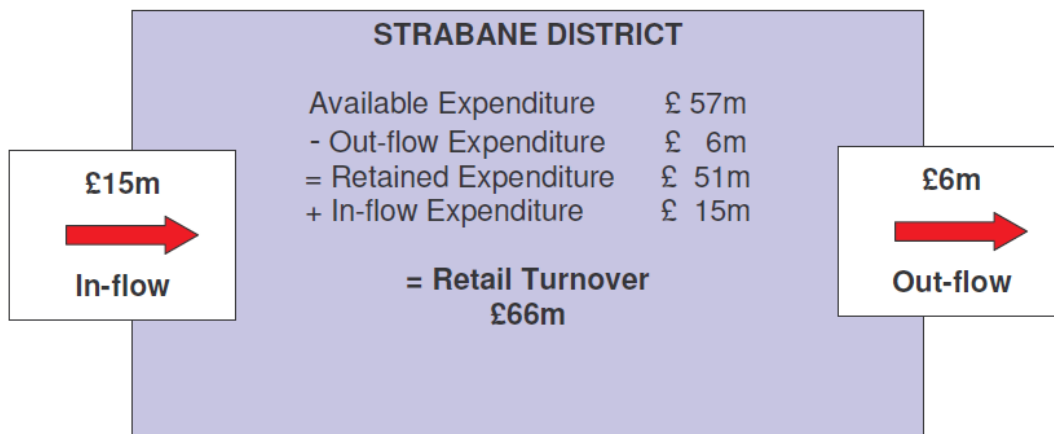 STRABANE DISTRICT
Available Expenditure £ 57m
- Out-flow Expenditure £ 6m
= Retained Expenditure £ 51m
+ In-flow Expenditure £ 15m
= Retail Turnover
£66m
£15m
In-flow
£6m
Out-flow